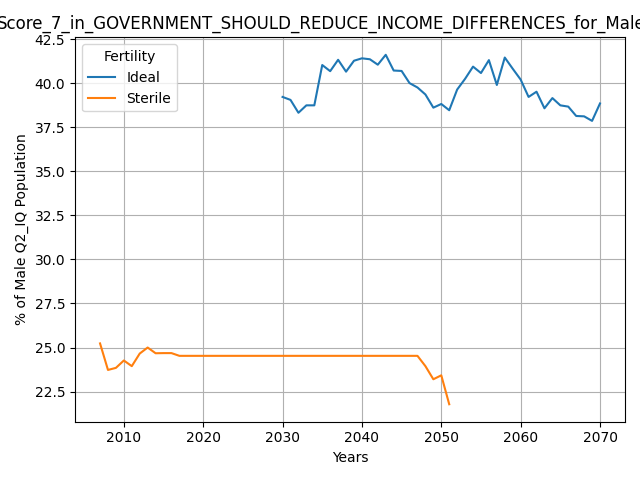 Score_7_in_GOVERNMENT_SHOULD_REDUCE_INCOME_DIFFERENCES_for_Male
42.5
40.0
37.5
35.0
32.5
30.0
27.5
25.0
22.5
% of Male Q2_IQ Population
Fertility
Ideal
Sterile
2010 2020 2030 2040 2050 2060 2070
Years